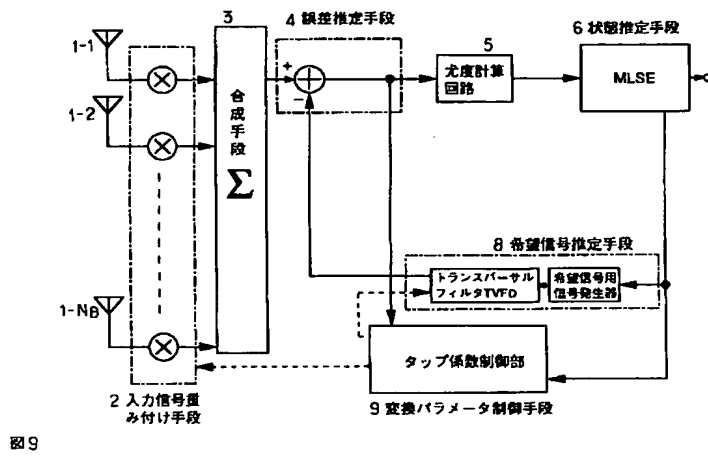 3
4 誤差推定手段
5
6 状態推定手段
1-1
1-2
1-NB
合成手段
Σ
+
−
尤度計算
回路
MLSE
8 希望信号推定手段
トランスバーサル
フィルタTVFD
希望信号用
信号発生器
タップ係数制御部
2 入力信号重
み付け手段
9 変換パラメータ制御手段
図9